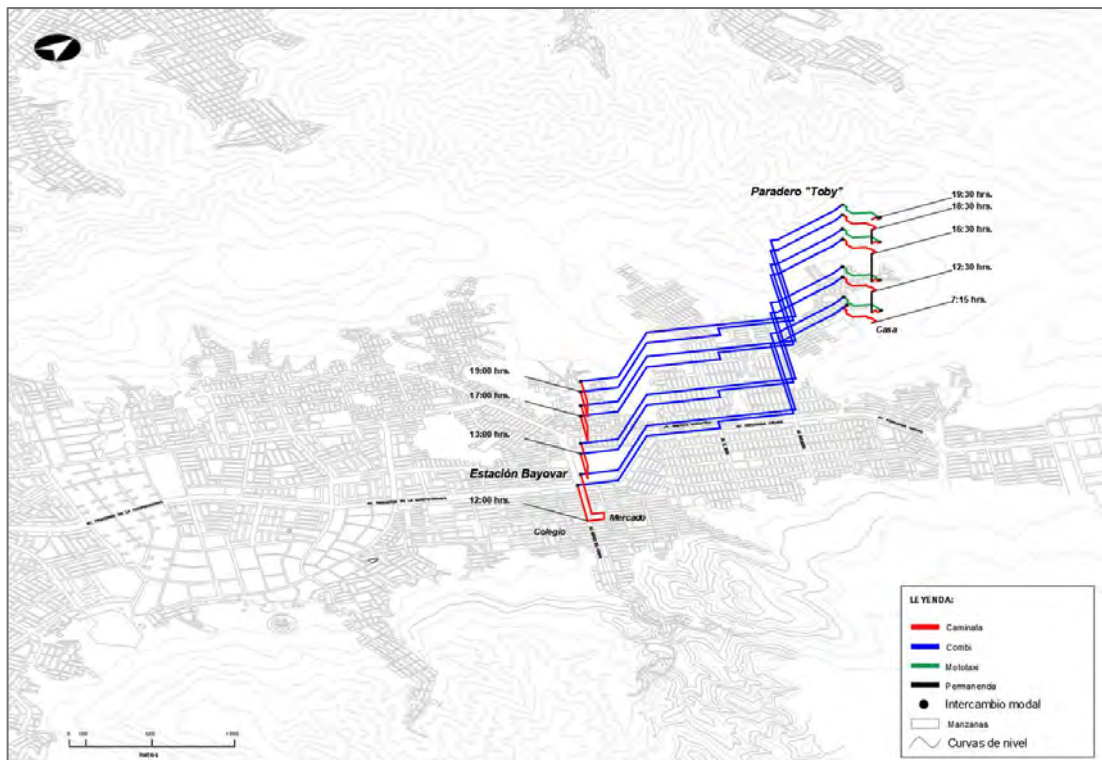 Paradero "Toby"
19:30 hrs.
18:30 hrs.
16:30 hrs.
12:30 hrs.
7:15 hrs.
Casa
19:00 hrs.
17:00 hrs.
13:00 hrs.
Estación Bayovar
12:00 hrs.
Mercado
Colegio
LEYENDA:
Caminata
Combi
Mototaxi
Permanencia
Intercambio modal
Manzanas
Curvas de nivel